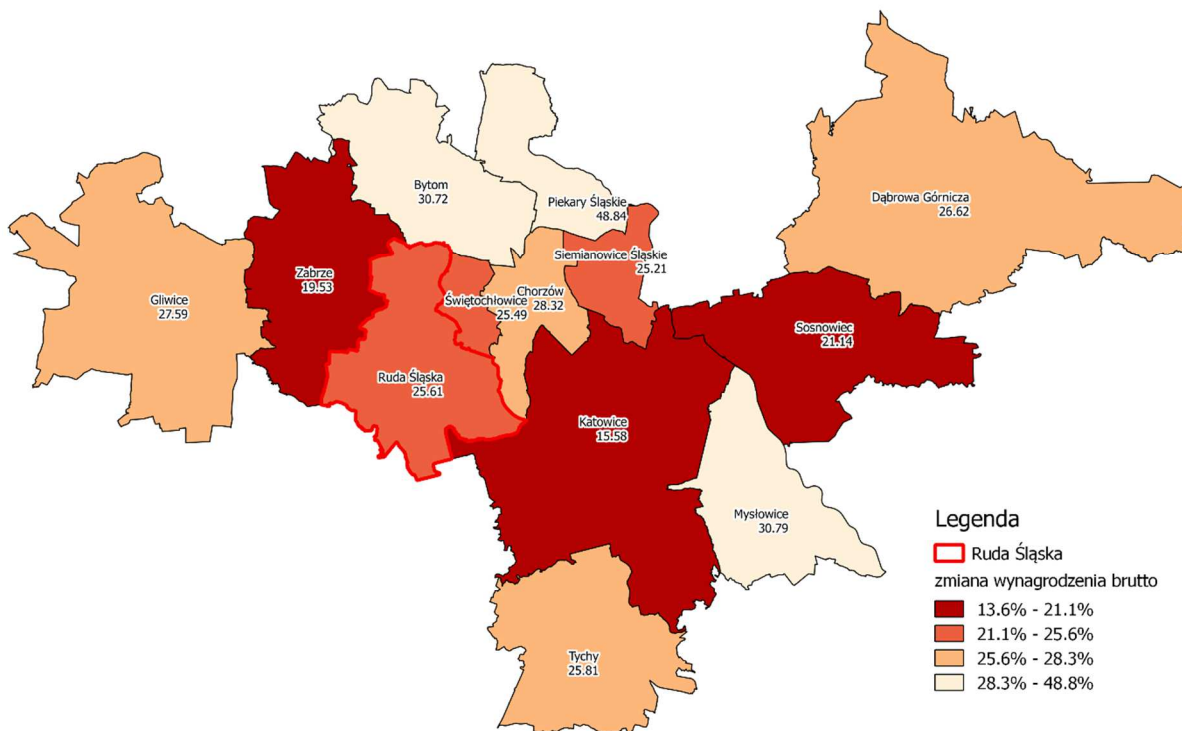 Bytom
30.72
Piekary Śląskie
48.84
Dąbrowa Górnicza
26.62
Siemianowice Śląskie
25.21
Zabrze
19.53
Gliwice
27.59
Świętochłowice
25.49
Chorzów
28.32
Sosnowiec
21.14
Ruda Śląska
25.61
Katowice
15.58
Mysłowice
30.79
Tychy
25.81
Legenda
Ruda Śląska
zmiana wynagrodzenia brutto
13.6% - 21.1%
21.1% - 25.6%
25.6% - 28.3%
28.3% - 48.8%